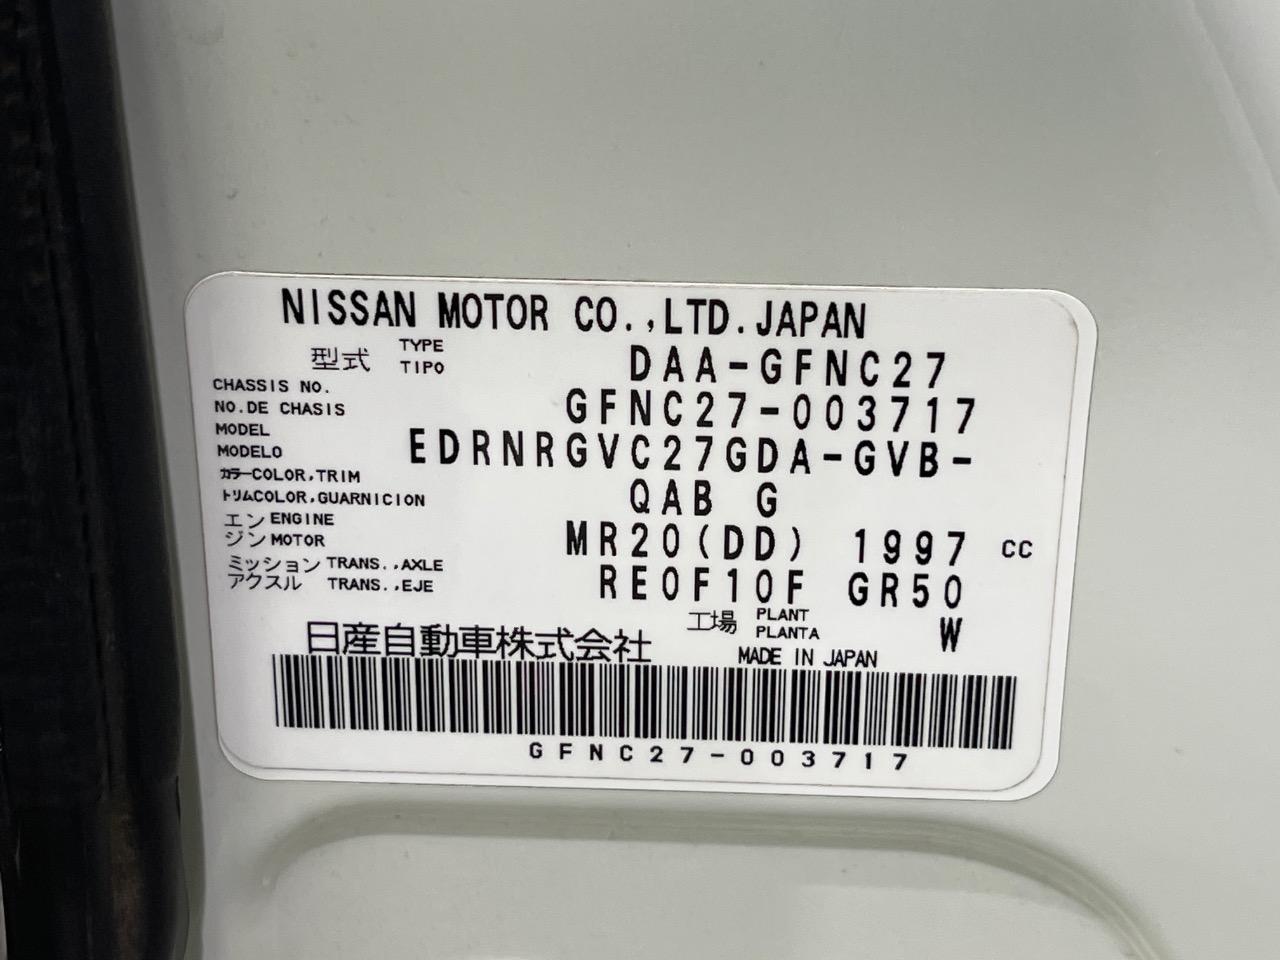 NISSAN MOTOR CO.,LTD.JAPAN
型式 TYPE TIPO DAA-GFNC27
CHASSIS NO.
NO.DE CHASIS GFNC27-003717
MODEL
MODELO EDRNRGVC27GDA-GVB-
カラーCOLOR,TRIM
トリムCOLOR,GUARNICION QAB G
エンジン ENGINE MOTOR MR20(DD) 1997 CC
ミッション TRANS.,AXLE
アクスル TRANS.,EJE RE0F10F GR50
工場 PLANT PLANTA W
日産自動車株式会社 MADE IN JAPAN
GFNC27-003717